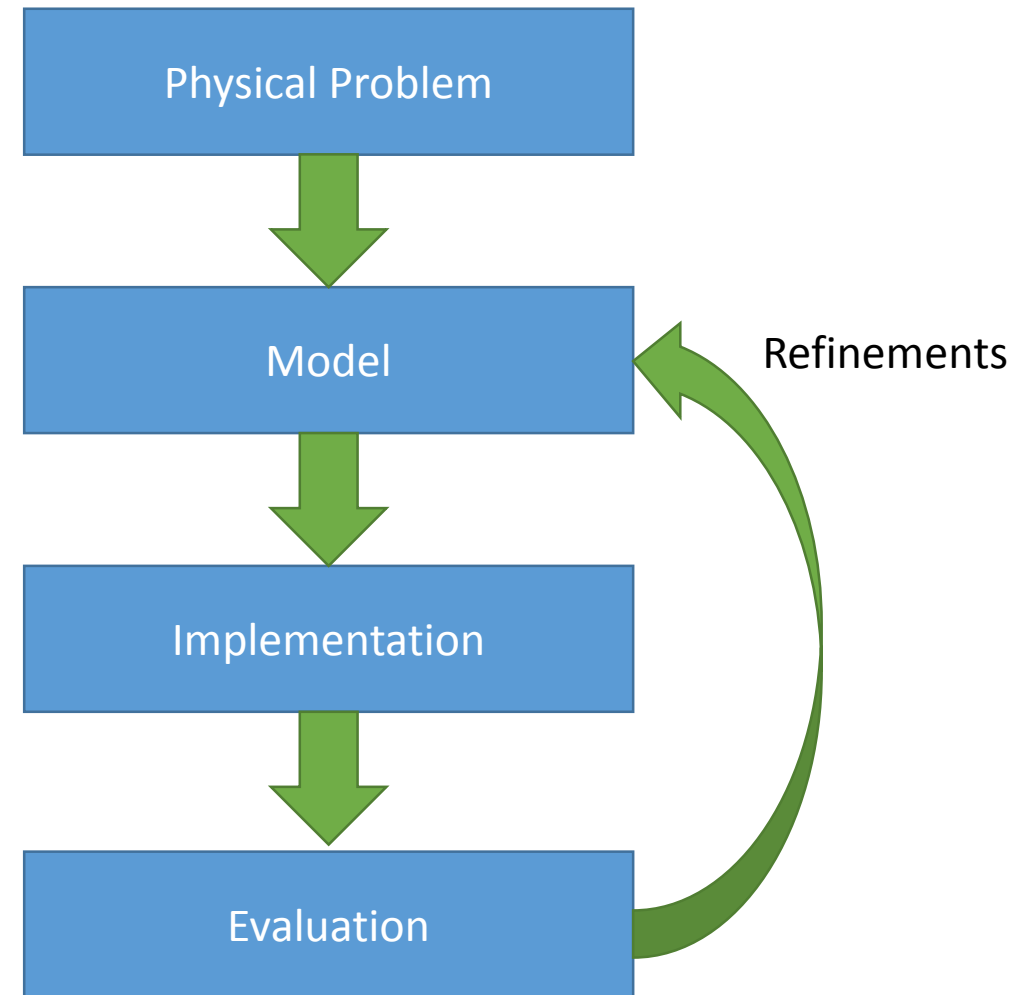 Physical Problem
Model
Refinements
Implementation
Evaluation